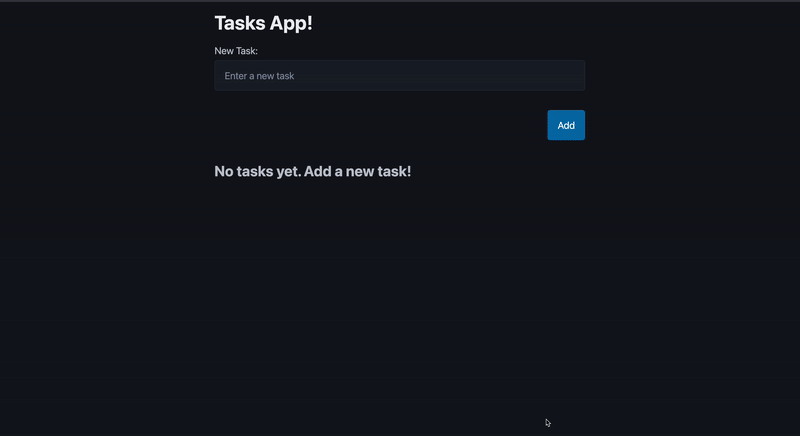 Tasks App!
New Task:
Enter a new task
Add
No tasks yet. Add a new task!